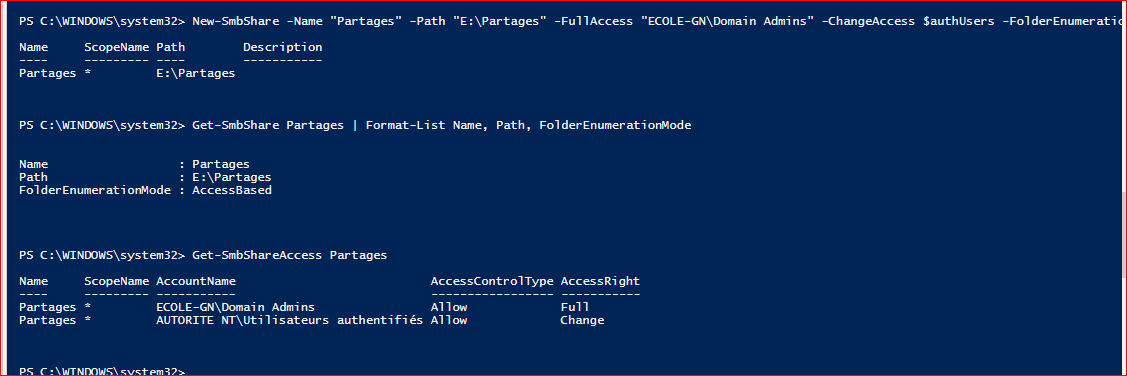 PS C:\WINDOWS\system32> New-SmbShare -Name "Partages" -Path "E:\Partages" -FullAccess "ECOLE-GN\Domain Admins" -ChangeAccess $authUsers -FolderEnumeratio
Name ScopeName Path Description
---- --------- ---- -----------
Partages * E:\Partages
PS C:\WINDOWS\system32> Get-SmbShare Partages | Format-List Name, Path, FolderEnumerationMode
Name : Partages
Path : E:\Partages
FolderEnumerationMode : AccessBased
PS C:\WINDOWS\system32> Get-SmbShareAccess Partages
Name ScopeName AccountName AccessControlType AccessRight
---- --------- ----------- ----------------- -----------
Partages * ECOLE-GN\Domain Admins Allow Full
Partages * AUTORITE NT\Utilisateurs authentifiés Allow Change
PS C:\WINDOWS\system32>